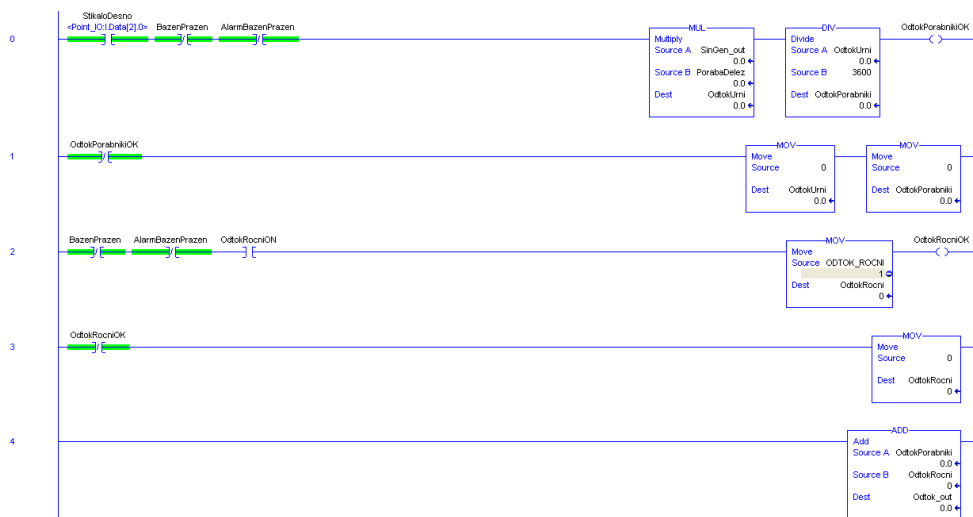 StikaloDesno
<Point_IO:I.Data[2].0> BazenPrazen AlarmBazenPrazen MUL DIV OdtokPorabnikiOK
Multiply Divide
0 Source A SinGen_out Source A OdtokUrni
0.0 0.0
Source B PorabaDelez Source B 3600
0.0
Dest OdtokUrni Dest OdtokPorabniki
0.0 0.0
OdtokPorabnikiOK MOV MOV
1 Move Move
Source 0 Source 0
Dest OdtokUrni Dest OdtokPorabniki
0.0 0.0
BazenPrazen AlarmBazenPrazen OdtokRocniON MOV OdtokRocniOK
2 Move
Source ODTOK_ROCNI
1
Dest OdtokRocni
0
OdtokRocniOK MOV
3 Move
Source 0
Dest OdtokRocni
0
ADD
4 Add
Source A OdtokPorabniki
0.0
Source B OdtokRocni
0
Dest Odtok_out
0.0